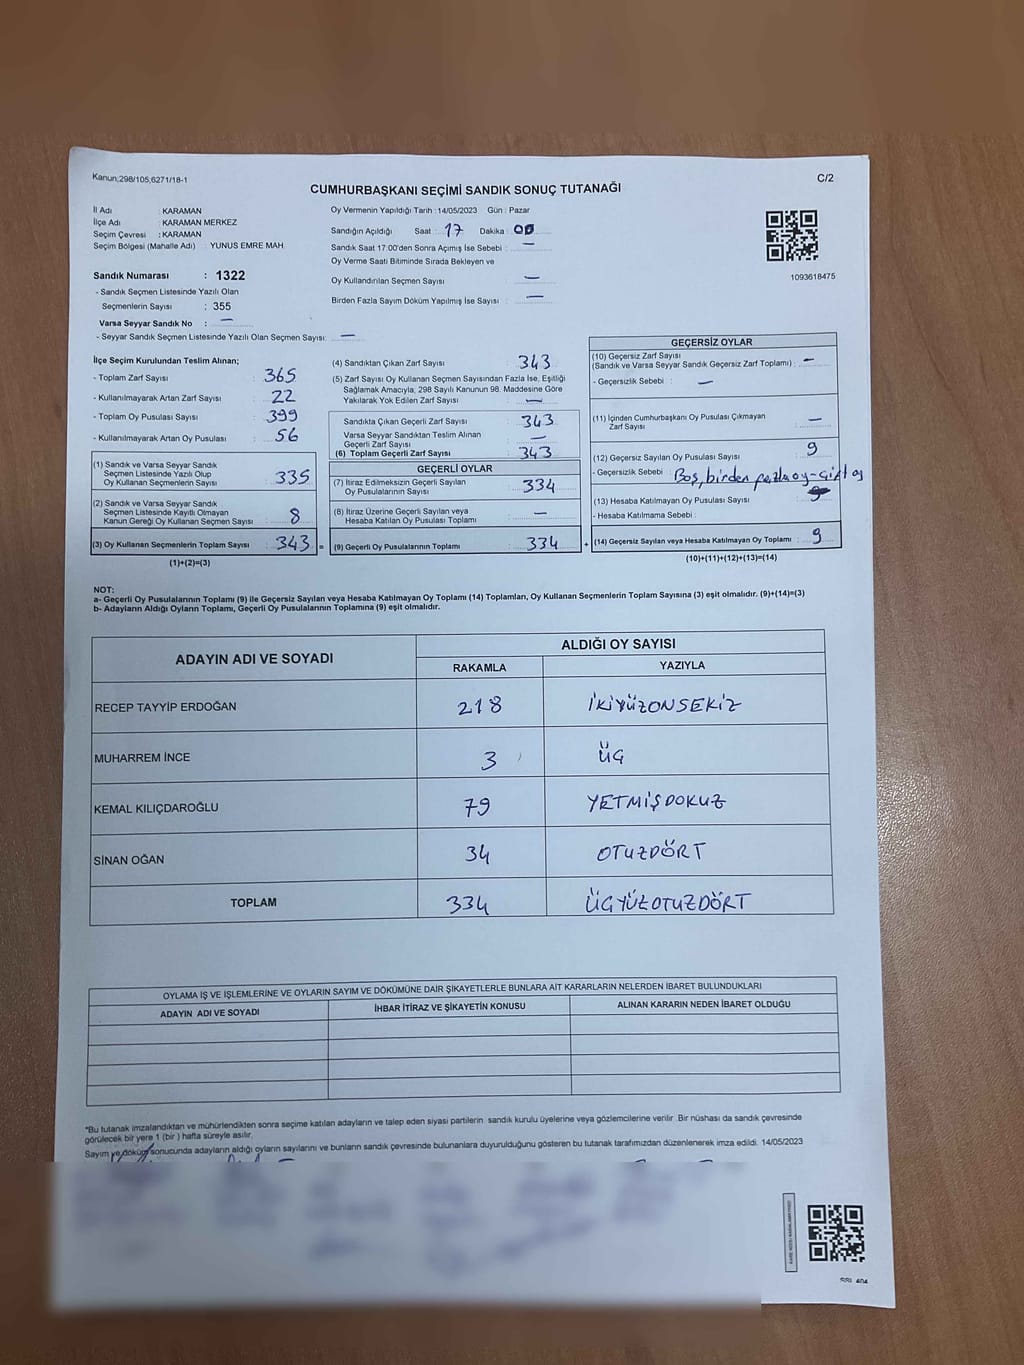 Kanun;298/105,6271/18-1
C/2
CUMHURBAŞKANI SEÇİMİ SANDIK SONUÇ TUTANAĞI
İl Adı : KARAMAN
İlçe Adı : KARAMAN MERKEZ
Seçim Çevresi : KARAMAN
Seçim Bölgesi (Mahalle Adı) : YUNUS EMRE MAH.
Sandık Numarası : 1322
- Sandık Seçmen Listesinde Yazılı Olan
Seçmenlerin Sayısı : 355
Varsa Seyyar Sandık No : —
- Seyyar Sandık Seçmen Listesinde Yazılı Olan Seçmen Sayısı: —
Oy Vermenin Yapıldığı Tarih : 14/05/2023 Gün : Pazar
Sandığın Açıldığı Saat : 17 Dakika : 00
Sandık Saat 17:00'den Sonra Açımış İse Sebebi : —
Oy Verme Saati Bitiminde Sırada Bekleyen ve
Oy Kullandırılan Seçmen Sayısı : —
Birden Fazla Sayım Döküm Yapılmış İse Sayısı : —
1093618475
İlçe Seçim Kurulundan Teslim Alınan;
- Toplam Zarf Sayısı : 365
- Kullanılmayarak Artan Zarf Sayısı : 22
- Toplam Oy Pusulası Sayısı : 399
- Kullanılmayarak Artan Oy Pusulası : 56
(1) Sandık ve Varsa Seyyar Sandık
Seçmen Listesinde Yazılı Olup
Oy Kullanan Seçmenlerin Sayısı : 335
(2) Sandık ve Varsa Seyyar Sandık
Seçmen Listesinde Kayıtlı Olmayan
Kanun Gereği Oy Kullanan Seçmen Sayısı : 8
(3) Oy Kullanan Seçmenlerin Toplam Sayısı : 343 =
(1)+(2)=(3)
(4) Sandıktan Çıkan Zarf Sayısı : 343
(5) Zarf Sayısı Oy Kullanan Seçmen Sayısından Fazla İse, Eşitliği
Sağlamak Amacıyla; 298 Sayılı Kanunun 98. Maddesine Göre
Yakılarak Yok Edilen Zarf Sayısı : —
Sandıkta Çıkan Geçerli Zarf Sayısı : 343
Varsa Seyyar Sandıktan Teslim Alınan
Geçerli Zarf Sayısı : —
(6) Toplam Geçerli Zarf Sayısı : 343
GEÇERLİ OYLAR
(7) İtiraz Edilmeksizin Geçerli Sayılan
Oy Pusulalarının Sayısı : 334
(8) İtiraz Üzerine Geçerli Sayılan veya
Hesaba Katılan Oy Pusulası Toplamı : —
(9) Geçerli Oy Pusulalarının Toplamı : 334 +
GEÇERSİZ OYLAR
(10) Geçersiz Zarf Sayısı
(Sandık ve Varsa Seyyar Sandık Geçersiz Zarf Toplamı) : —
- Geçersizlik Sebebi : —
(11) İçinden Cumhurbaşkanı Oy Pusulası Çıkmayan
Zarf Sayısı : —
(12) Geçersiz Sayılan Oy Pusulası Sayısı : 9
- Geçersizlik Sebebi : Boş, birden fazla oy-çift oy
(13) Hesaba Katılmayan Oy Pusulası Sayısı :
- Hesaba Katılmama Sebebi :
(14) Geçersiz Sayılan veya Hesaba Katılmayan Oy Toplamı : 9
(10)+(11)+(12)+(13)=(14)
NOT:
a- Geçerli Oy Pusulalarının Toplamı (9) ile Geçersiz Sayılan veya Hesaba Katılmayan Oy Toplamı (14) Toplamları, Oy Kullanan Seçmenlerin Toplam Sayısına (3) eşit olmalıdır. (9)+(14)=(3)
b- Adayların Aldığı Oyların Toplamı, Geçerli Oy Pusulalarının Toplamına (9) eşit olmalıdır.
ADAYIN ADI VE SOYADI
ALDIĞI OY SAYISI
RAKAMLA YAZIYLA
RECEP TAYYİP ERDOĞAN 218 İKİYÜZONSEKİZ
MUHARREM İNCE 3 ÜÇ
KEMAL KILIÇDAROĞLU 79 YETMİŞDOKUZ
SİNAN OĞAN 34 OTUZDÖRT
TOPLAM 334 ÜÇYÜZOTUZDÖRT
OYLAMA İŞ VE İŞLEMLERİNE VE OYLARIN SAYIM VE DÖKÜMÜNE DAİR ŞİKAYETLERLE BUNLARA AİT KARARLARIN NELERDEN İBARET BULUNDUKLARI
ADAYIN ADI VE SOYADI İHBAR İTİRAZ VE ŞİKAYETİN KONUSU ALINAN KARARIN NEDEN İBARET OLDUĞU
*Bu tutanak imzalandıktan ve mühürlendikten sonra seçime katılan adayların ve talep eden siyasi partilerin sandık kurulu üyelerine veya gözlemcilerine verilir. Bir nüshası da sandık çevresinde
görülecek bir yere 1 (bir ) hafta süreyle asılır.
Sayım ve döküm sonucunda adayların aldığı oyların sayılarını ve bunların sandık çevresinde bulunanlara duyurulduğunu gösteren bu tutanak tarafımızdan düzenlenerek imza edildi. 14/05/2023